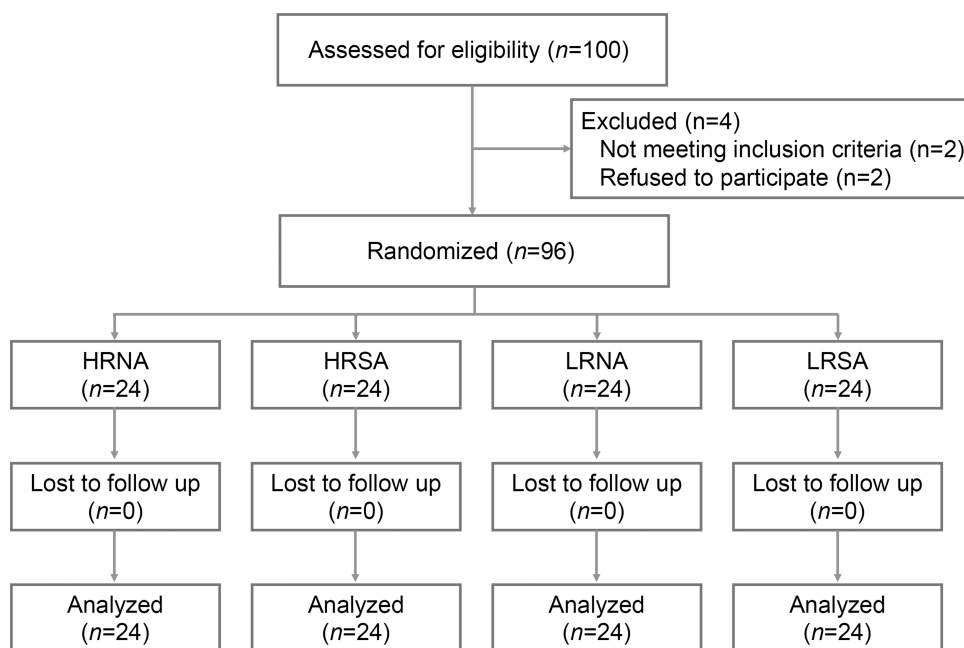 Assessed for eligibility (n=100)
Excluded (n=4)
Not meeting inclusion criteria (n=2)
Refused to participate (n=2)
Randomized (n=96)
HRNA
(n=24)
HRSA
(n=24)
LRNA
(n=24)
LRSA
(n=24)
Lost to follow up
(n=0)
Lost to follow up
(n=0)
Lost to follow up
(n=0)
Lost to follow up
(n=0)
Analyzed
(n=24)
Analyzed
(n=24)
Analyzed
(n=24)
Analyzed
(n=24)